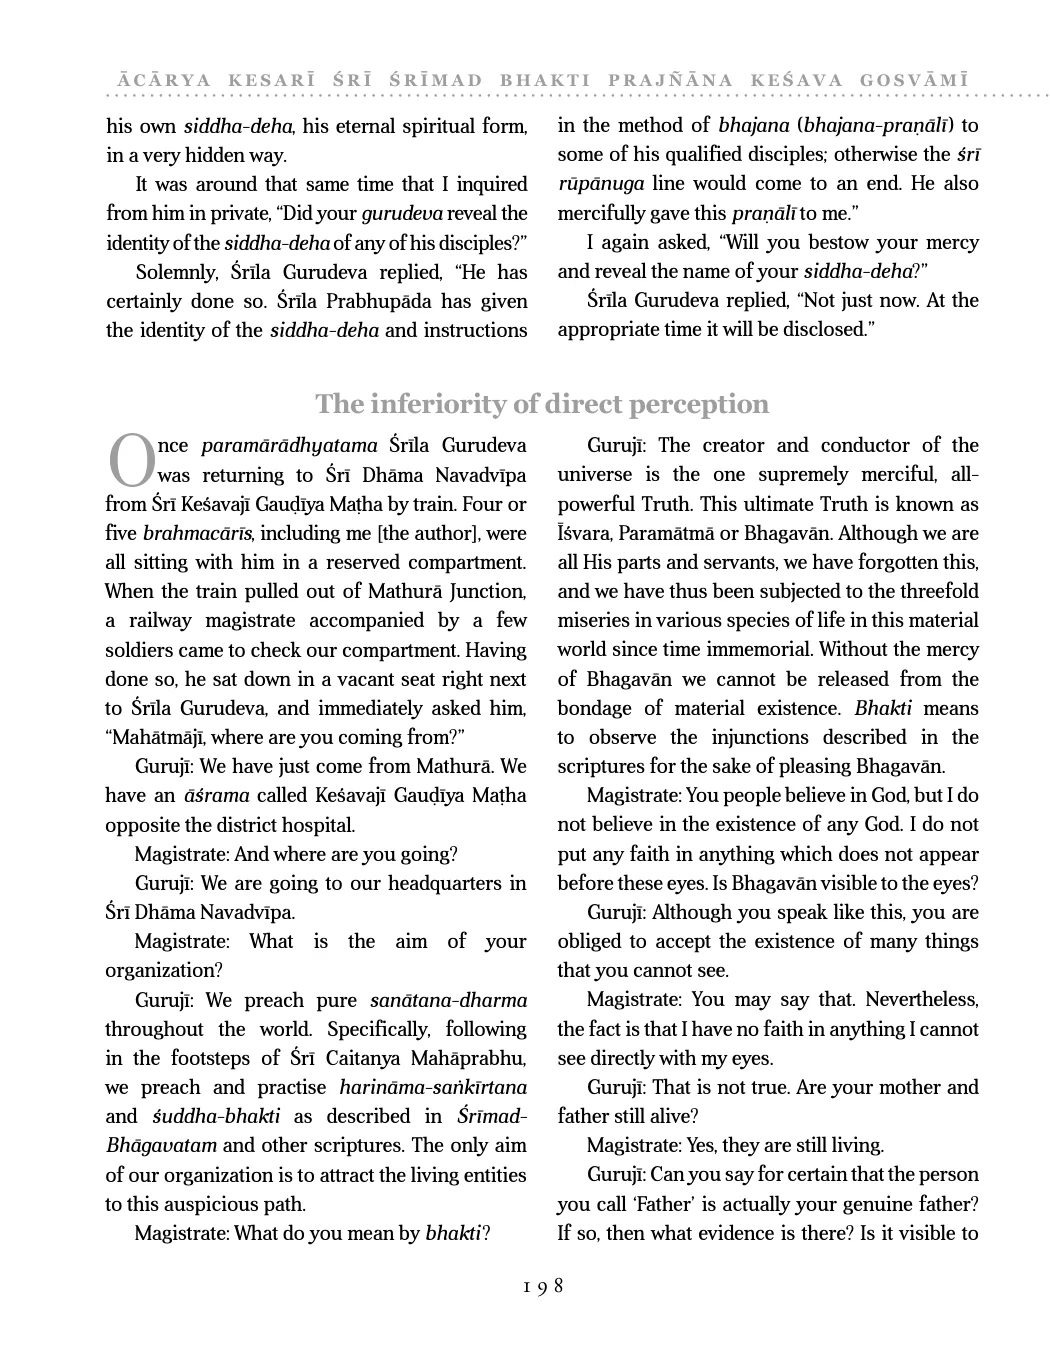 ĀCĀRYA KESARĪ ŚRĪ ŚRĪMAD BHAKTI PRAJÑĀNA KEŚAVA GOSVĀMĪ
his own siddha-deha, his eternal spiritual form,
in a very hidden way.
It was around that same time that I inquired
from him in private, “Did your gurudeva reveal the
identity of the siddha-deha of any of his disciples?”
Solemnly, Śrīla Gurudeva replied, “He has
certainly done so. Śrīla Prabhupāda has given
the identity of the siddha-deha and instructions
in the method of bhajana (bhajana-praṇālī) to
some of his qualified disciples; otherwise the śrī
rūpānuga line would come to an end. He also
mercifully gave this praṇālī to me.”
I again asked, “Will you bestow your mercy
and reveal the name of your siddha-deha?”
Śrīla Gurudeva replied, “Not just now. At the
appropriate time it will be disclosed.”
The inferiority of direct perception
Once paramārādhyatama Śrīla Gurudeva
was returning to Śrī Dhāma Navadvīpa
from Śrī Keśavajī Gauḍīya Maṭha by train. Four or
five brahmacārīs, including me [the author], were
all sitting with him in a reserved compartment.
When the train pulled out of Mathurā Junction,
a railway magistrate accompanied by a few
soldiers came to check our compartment. Having
done so, he sat down in a vacant seat right next
to Śrīla Gurudeva, and immediately asked him,
“Mahātmājī, where are you coming from?”
Gurujī: We have just come from Mathurā. We
have an āśrama called Keśavajī Gauḍīya Maṭha
opposite the district hospital.
Magistrate: And where are you going?
Gurujī: We are going to our headquarters in
Śrī Dhāma Navadvīpa.
Magistrate: What is the aim of your
organization?
Gurujī: We preach pure sanātana-dharma
throughout the world. Specifically, following
in the footsteps of Śrī Caitanya Mahāprabhu,
we preach and practise harināma-saṅkīrtana
and śuddha-bhakti as described in Śrīmad-
Bhāgavatam and other scriptures. The only aim
of our organization is to attract the living entities
to this auspicious path.
Magistrate: What do you mean by bhakti?
Gurujī: The creator and conductor of the
universe is the one supremely merciful, all-
powerful Truth. This ultimate Truth is known as
Īśvara, Paramātmā or Bhagavān. Although we are
all His parts and servants, we have forgotten this,
and we have thus been subjected to the threefold
miseries in various species of life in this material
world since time immemorial. Without the mercy
of Bhagavān we cannot be released from the
bondage of material existence. Bhakti means
to observe the injunctions described in the
scriptures for the sake of pleasing Bhagavān.
Magistrate: You people believe in God, but I do
not believe in the existence of any God. I do not
put any faith in anything which does not appear
before these eyes. Is Bhagavān visible to the eyes?
Gurujī: Although you speak like this, you are
obliged to accept the existence of many things
that you cannot see.
Magistrate: You may say that. Nevertheless,
the fact is that I have no faith in anything I cannot
see directly with my eyes.
Gurujī: That is not true. Are your mother and
father still alive?
Magistrate: Yes, they are still living.
Gurujī: Can you say for certain that the person
you call ‘Father’ is actually your genuine father?
If so, then what evidence is there? Is it visible to
198